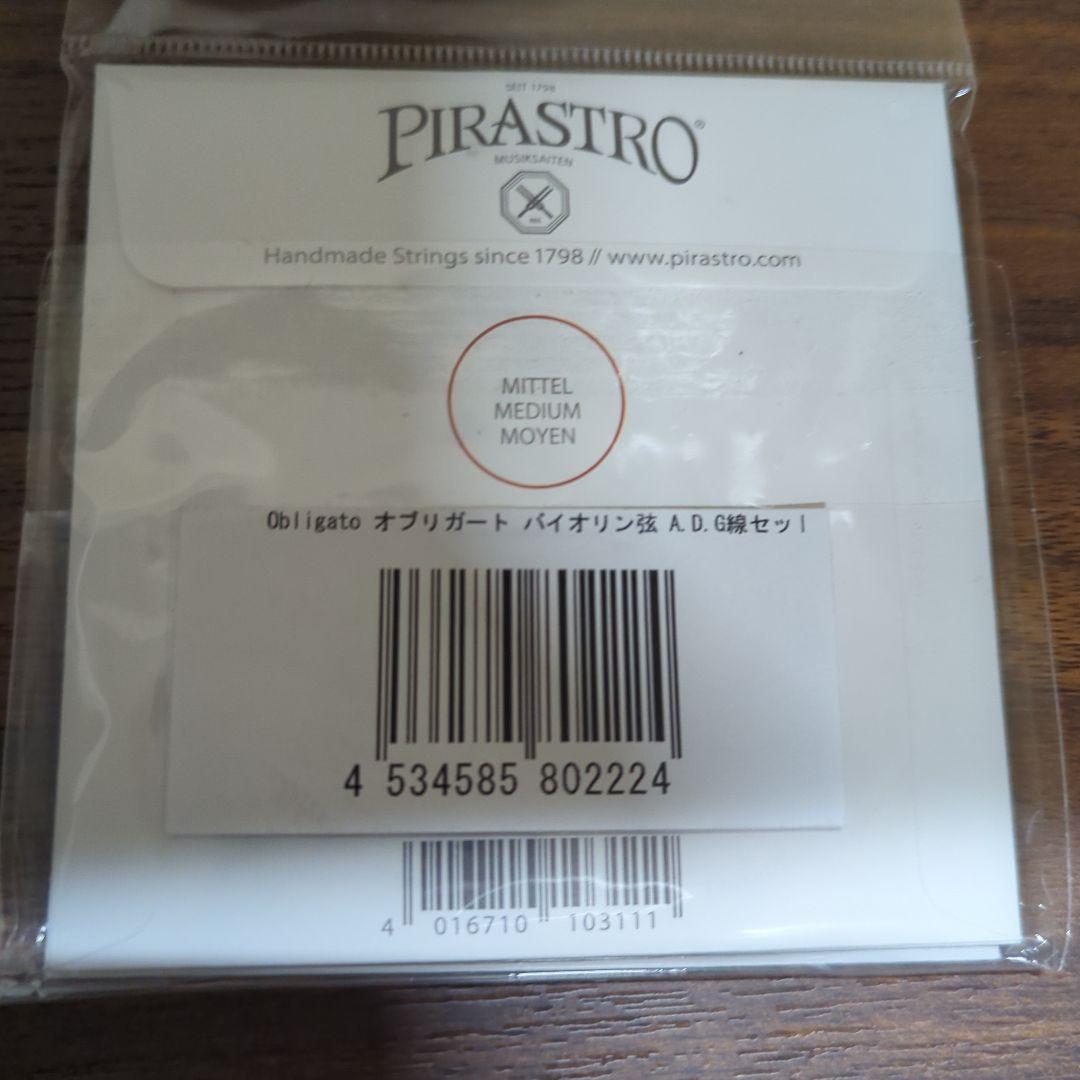 SEIT 1798
PIRASTRO®
MUSIKSAITEN
Handmade Strings since 1798 // www.pirastro.com
MITTEL
MEDIUM
MOYEN
Obligato オブリガート バイオリン弦 A.D.G線セッ
4 534585 802224
4 016710 103111